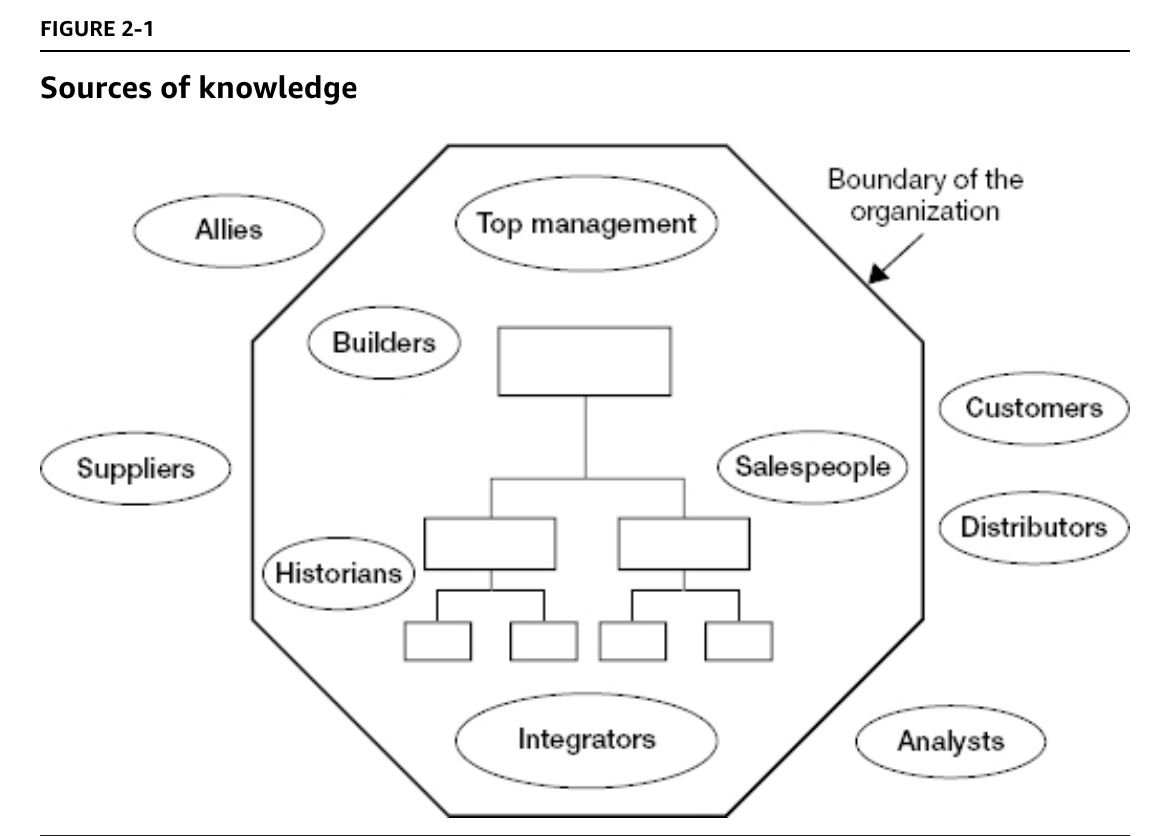 FIGURE 2-1
Sources of knowledge
Boundary of the
organization
Allies
Top management
Builders
Customers
Suppliers
Salespeople
Distributors
Historians
Integrators
Analysts